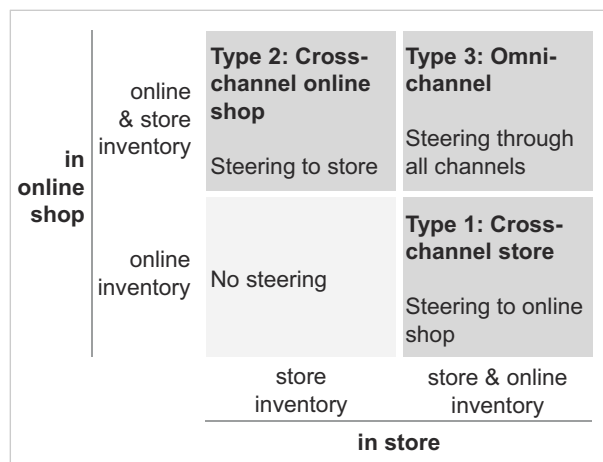 in
online
shop
online
& store
inventory
Type 2: Cross-
channel online
shop
Steering to store
Type 3: Omni-
channel
Steering through
all channels
online
inventory
No steering
Type 1: Cross-
channel store
Steering to online
shop
store
inventory
store & online
inventory
in store